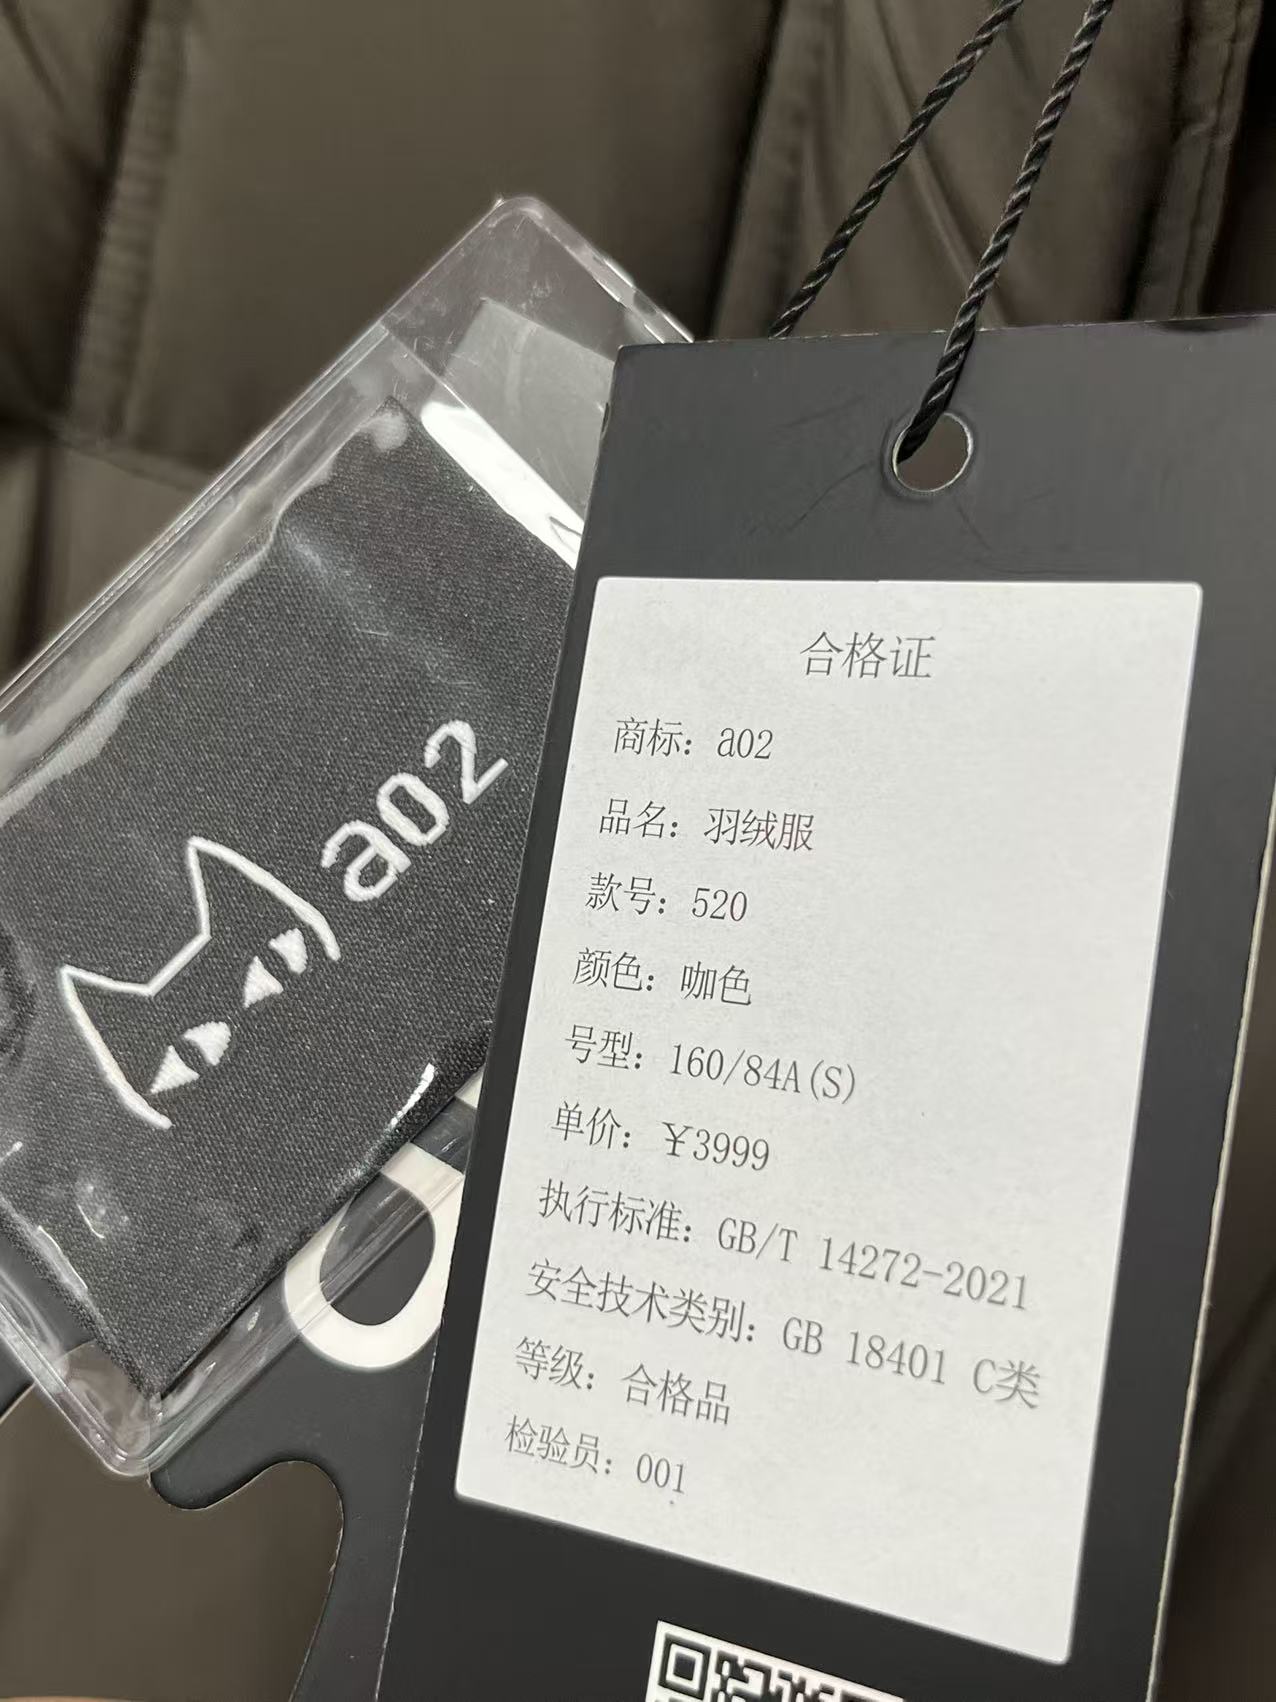 a02
合格证
商标：a02
品名：羽绒服
款号：520
颜色：咖色
号型：160/84A(S)
单价：￥3999
执行标准：GB/T 14272-2021
安全技术类别：GB 18401 C类
等级：合格品
检验员：001